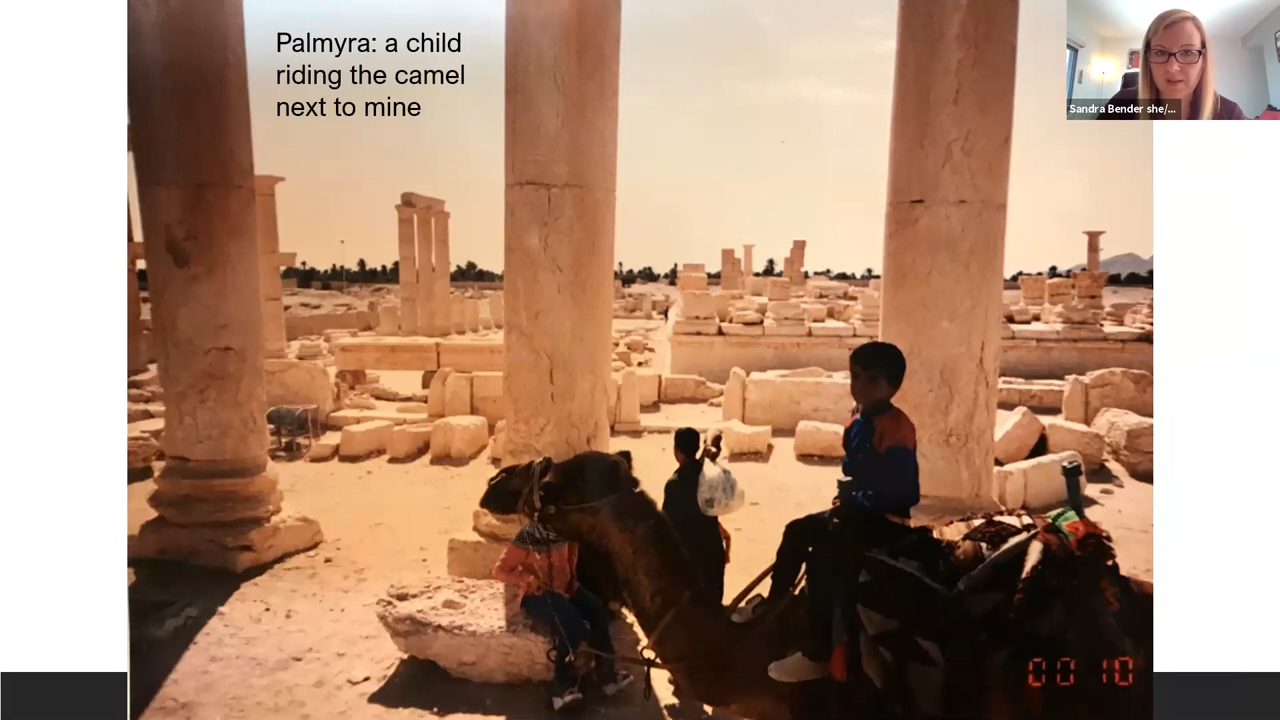 Palmyra: a child
riding the camel
next to mine
Sandra Bender she/...
00 10